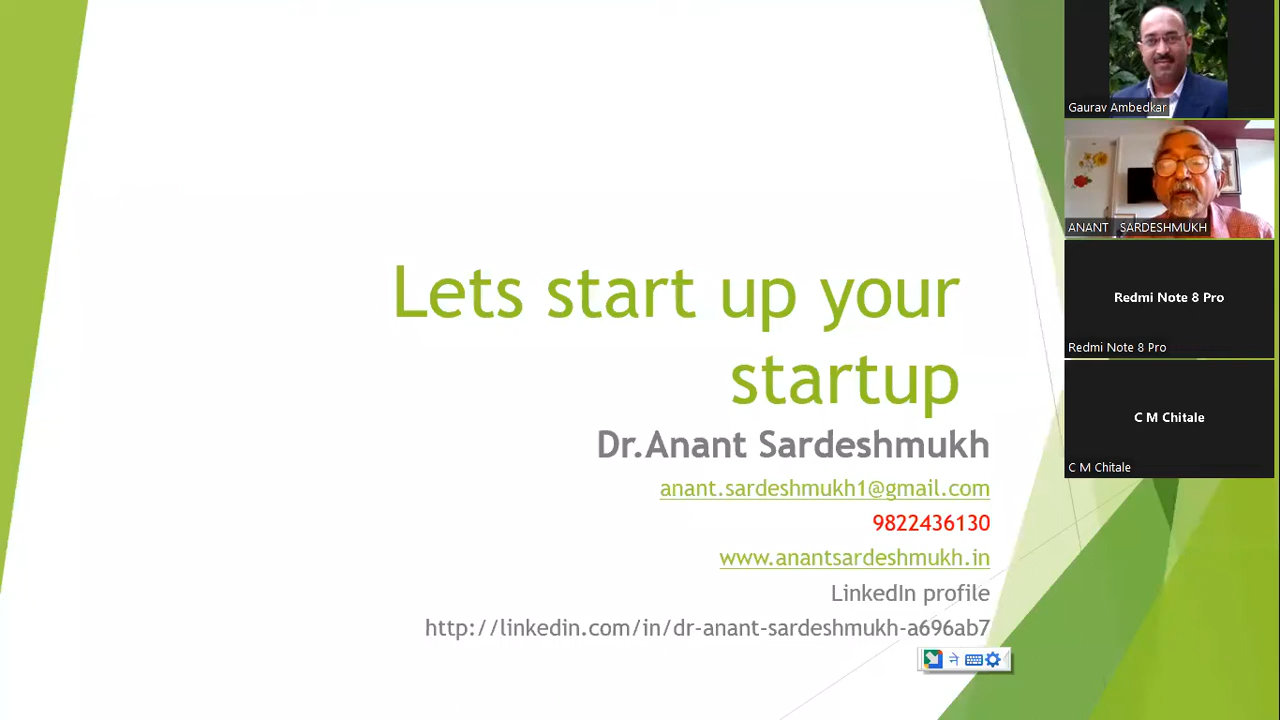 Lets start up your
startup
Dr.Anant Sardeshmukh
anant.sardeshmukh1@gmail.com
9822436130
www.anantsardeshmukh.in
LinkedIn profile
http://linkedin.com/in/dr-anant-sardeshmukh-a696ab7
ने
Gaurav Ambedkar
ANANT SARDESHMUKH
Redmi Note 8 Pro
Redmi Note 8 Pro
C M Chitale
C M Chitale